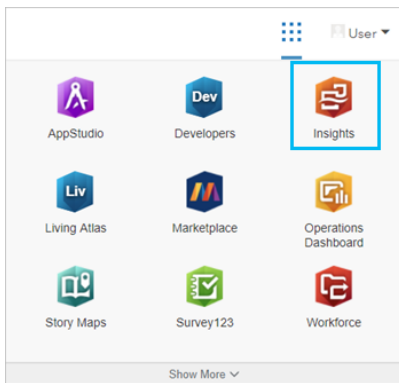 User
AppStudio
Dev
Developers
Insights
Liv
Living Atlas
Marketplace
Operations
Dashboard
Story Maps
Survey123
Workforce
Show More